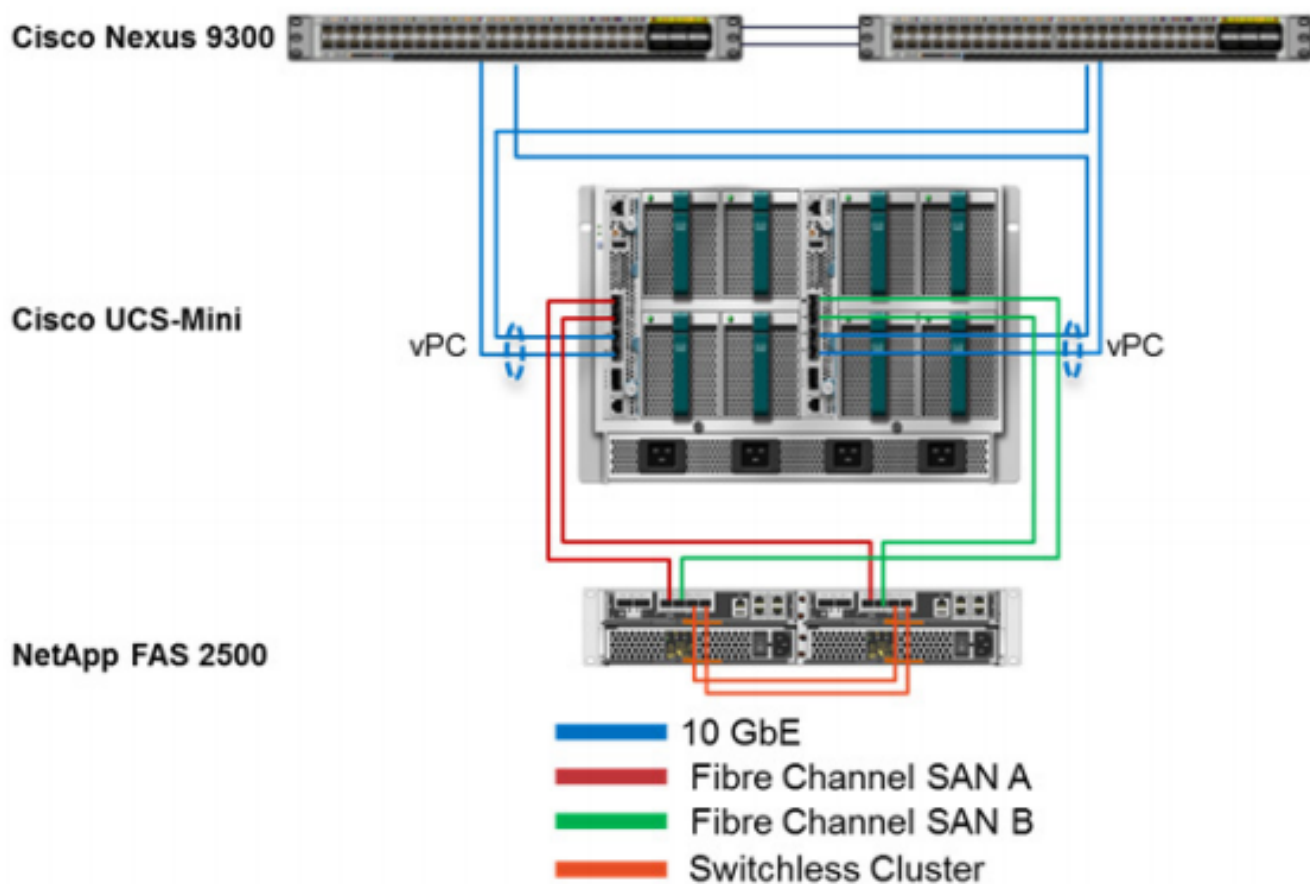 Cisco Nexus 9300
Cisco UCS-Mini
vPC
vPC
NetApp FAS 2500
10 GbE
Fibre Channel SAN A
Fibre Channel SAN B
Switchless Cluster